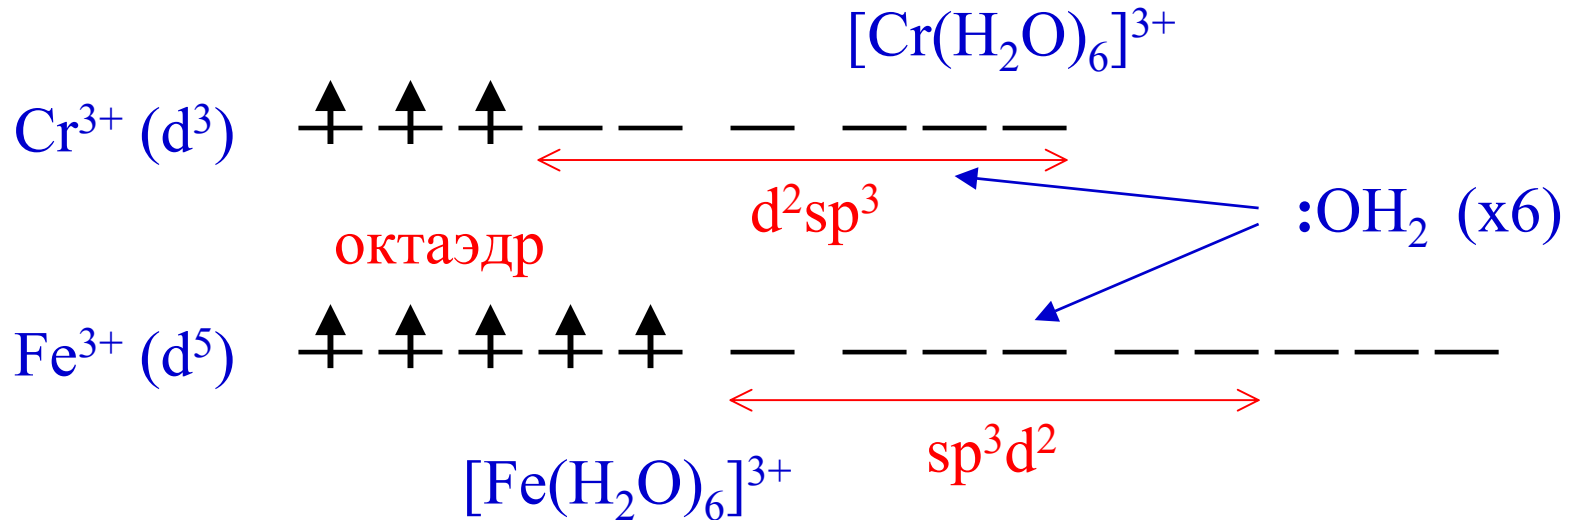 [Cr(H₂O)₆]³⁺
Cr³⁺ (d³)
d²sp³
:OH₂ (x6)
октаэдр
Fe³⁺ (d⁵)
sp³d²
[Fe(H₂O)₆]³⁺